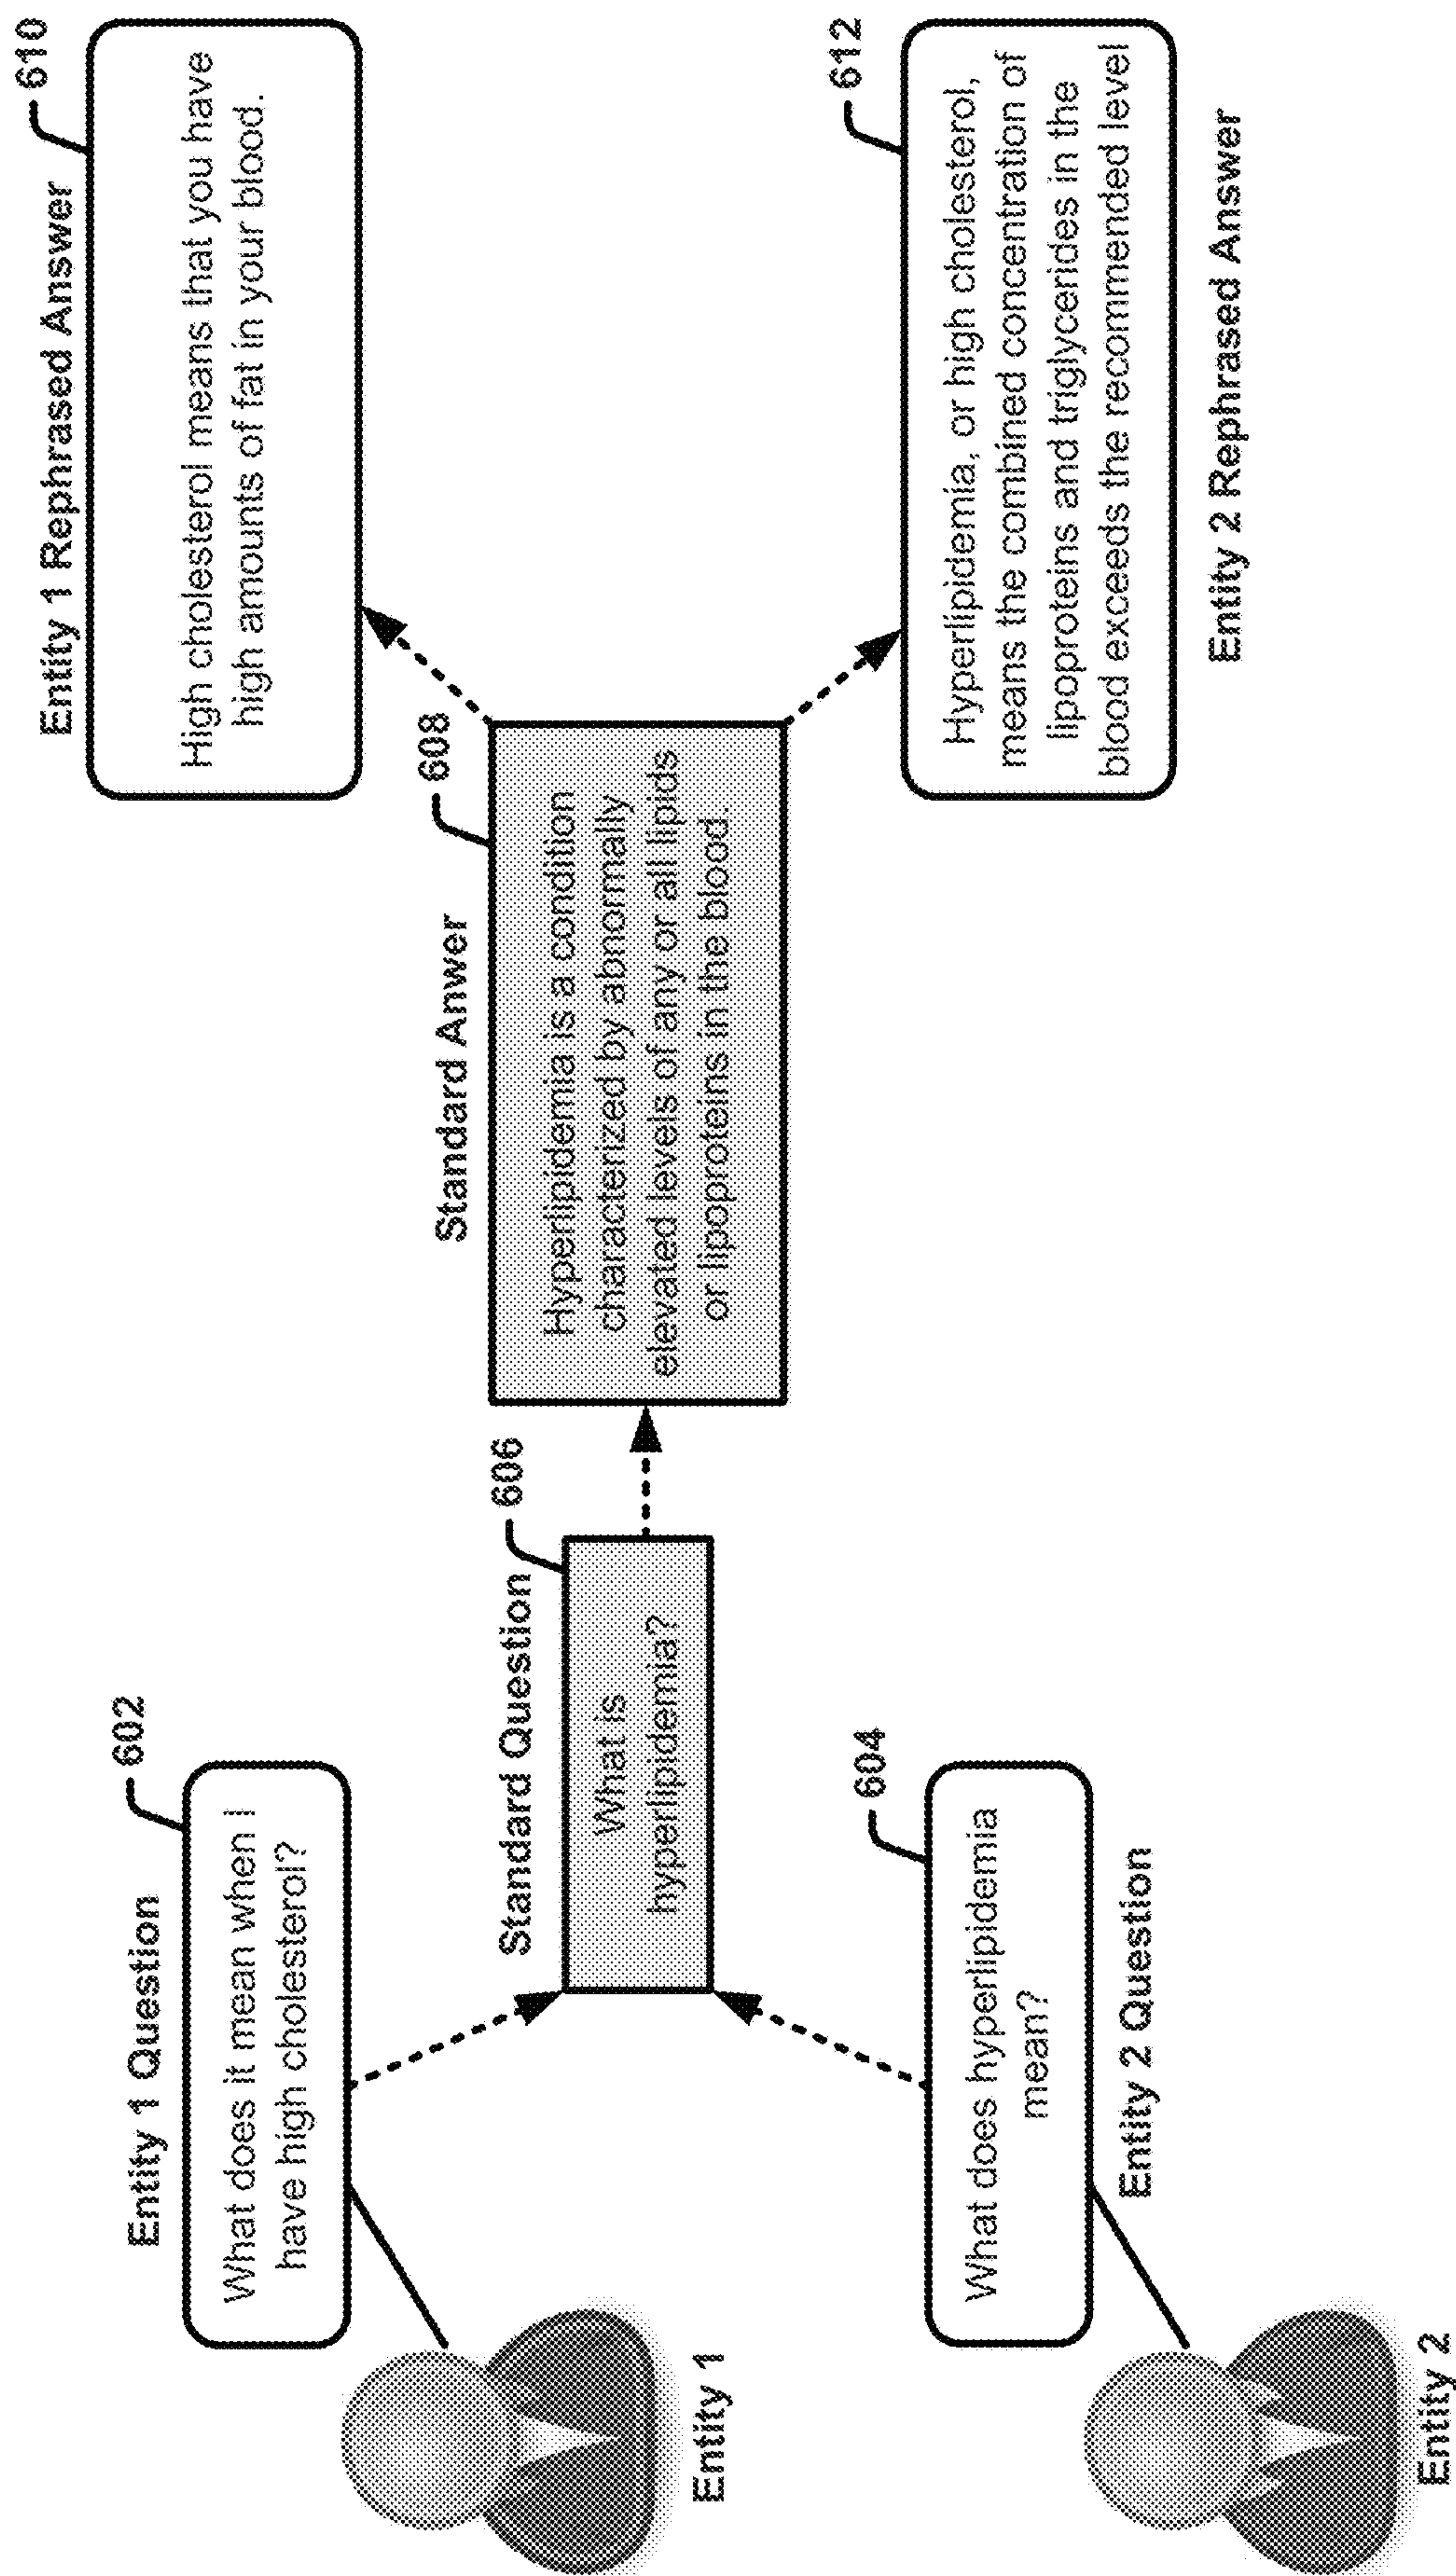 Entity 1 Question
602
What does it mean when I
have high cholesterol?
Entity 1
Standard Question
606
What is
hyperlipidemia?
604
What does hyperlipidemia
mean?
Entity 2 Question
Entity 2
Standard Anwer
608
Hyperlipidemia is a condition
characterized by abnormally
elevated levels of any or all lipids
or lipoproteins in the blood.
Entity 1 Rephrased Answer
610
High cholesterol means that you have
high amounts of fat in your blood.
612
Hyperlipidemia, or high cholesterol,
means the combined concentration of
lipoproteins and triglycerides in the
blood exceeds the recommended level
Entity 2 Rephrased Answer